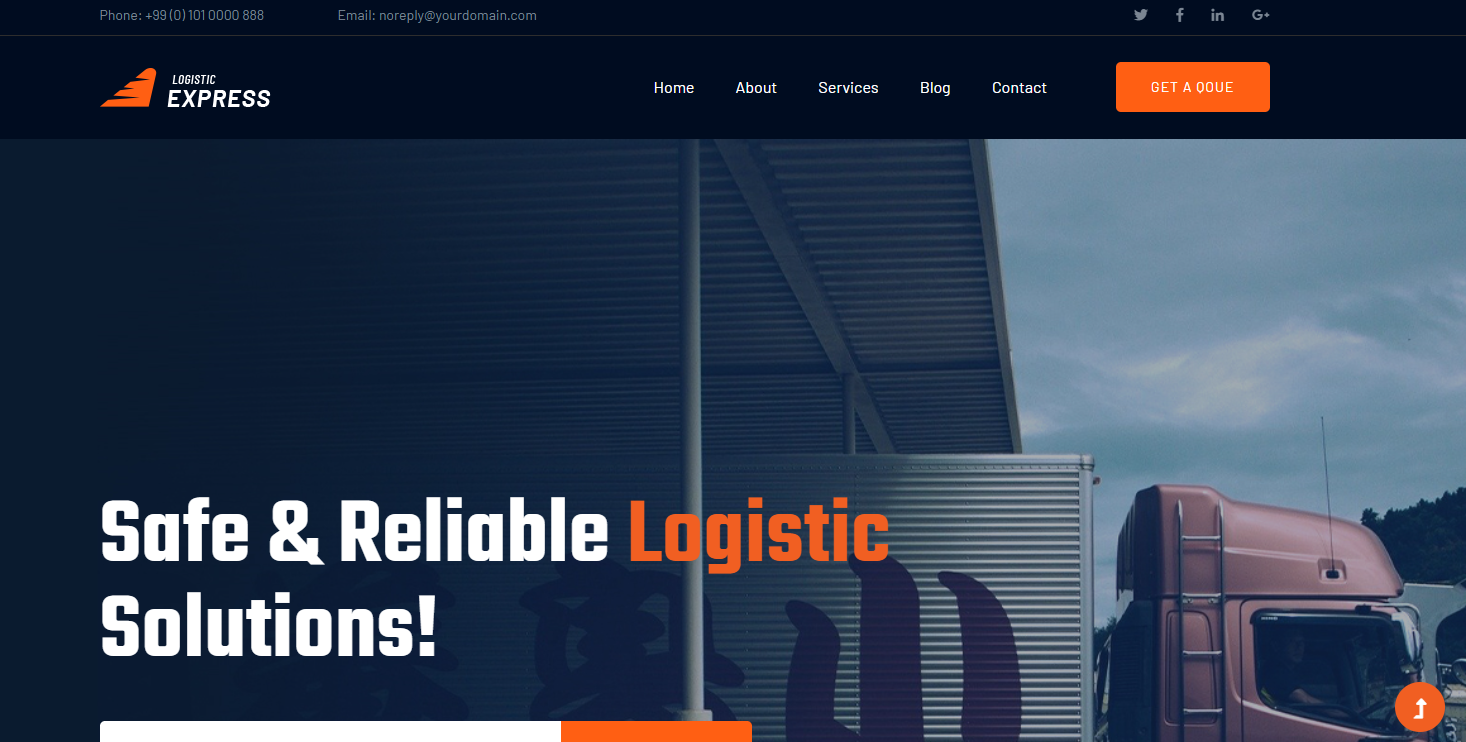 Phone: +99 (0) 101 0000 888 Email: noreply@yourdomain.com
LOGISTIC
EXPRESS
Home About Services Blog Contact GET A QOUE
Safe & Reliable Logistic
Solutions!